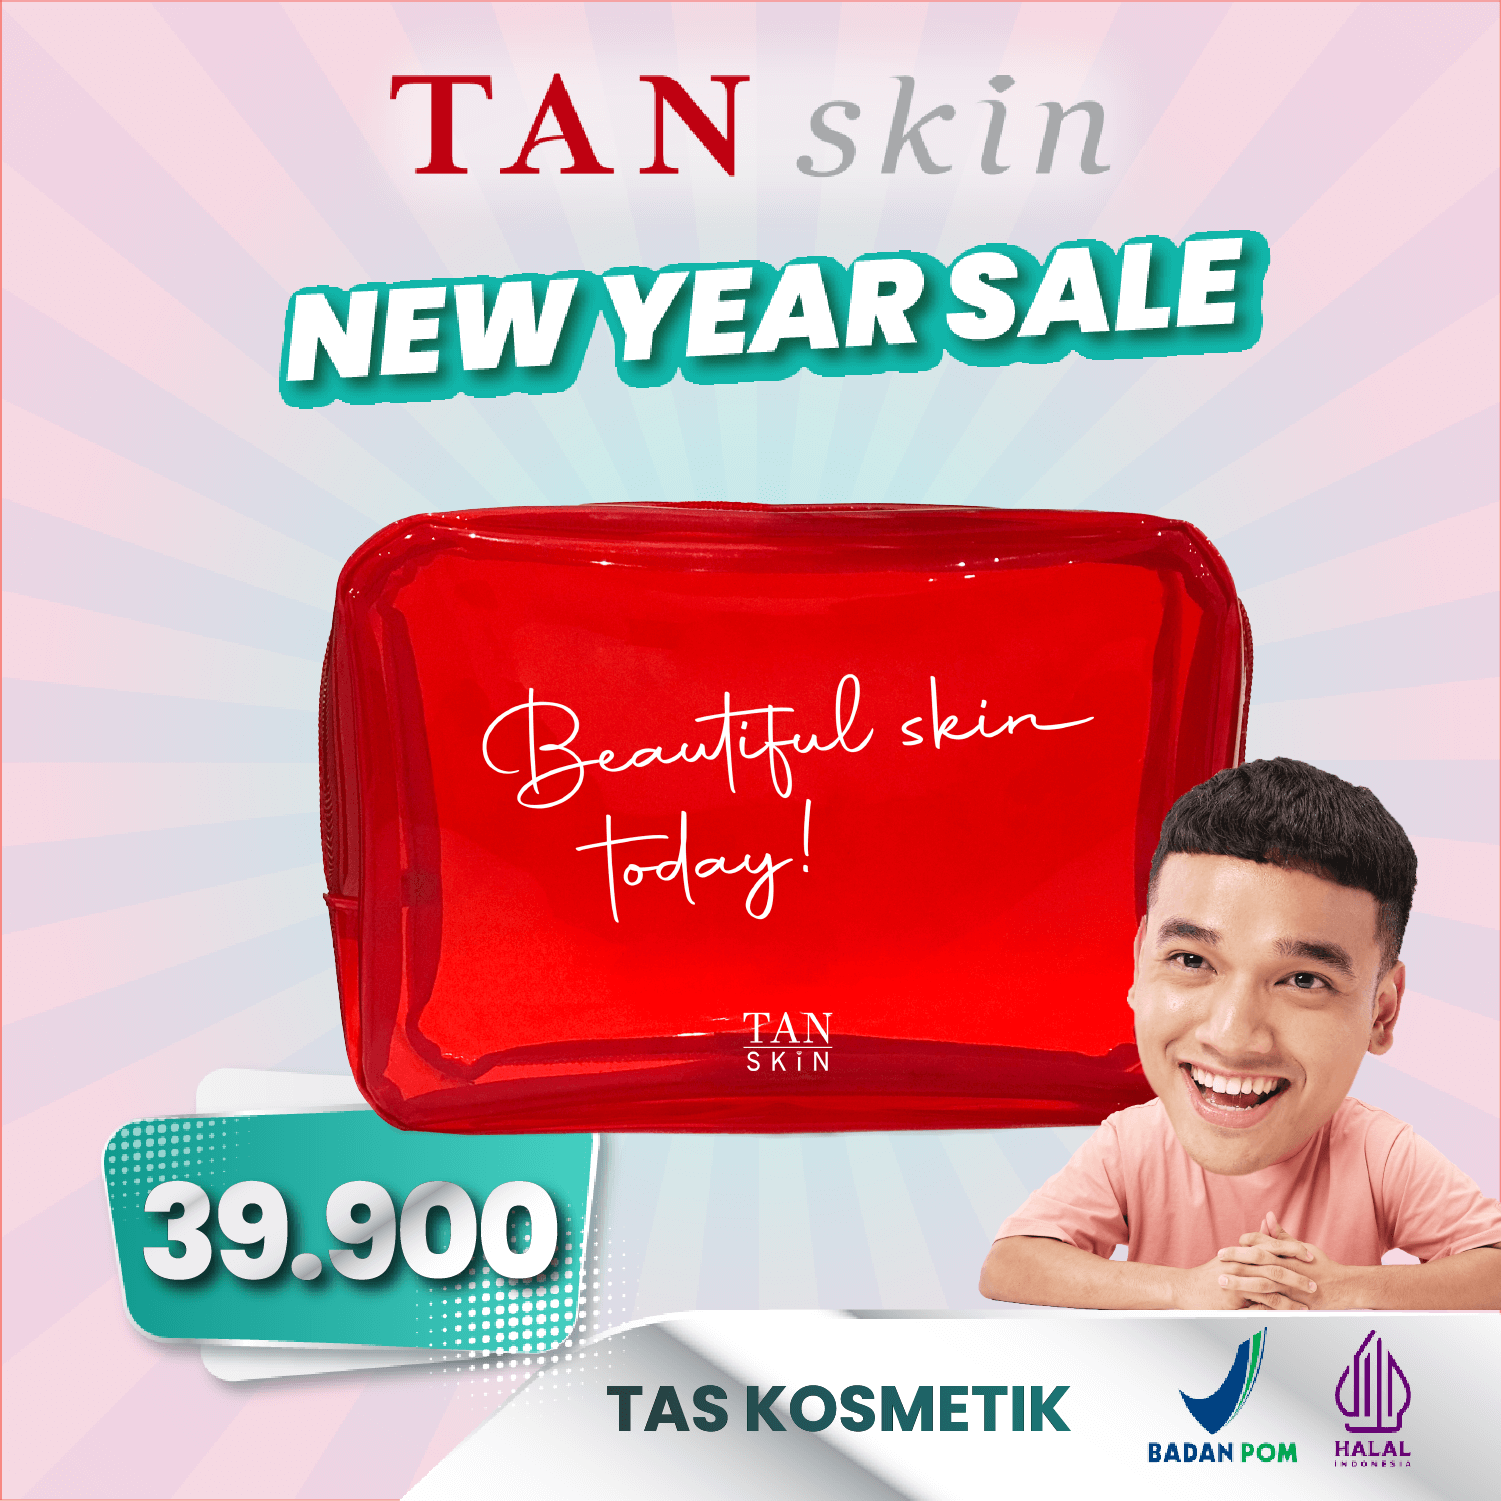 TAN skin
NEW YEAR SALE
Beautiful skin
today!
TAN
SKiN
39.900
TAS KOSMETIK
BADAN POM
HALAL
INDONESIA